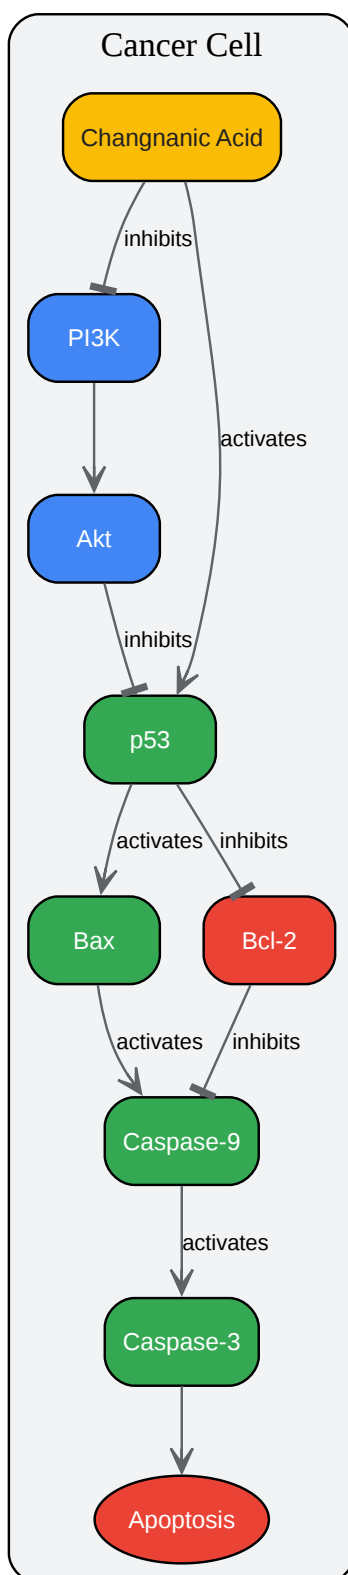 Cancer Cell
Changnanic Acid
inhibits
PI3K
activates
Akt
inhibits
p53
activates
inhibits
Bax
Bcl-2
activates
inhibits
Caspase-9
activates
Caspase-3
Apoptosis